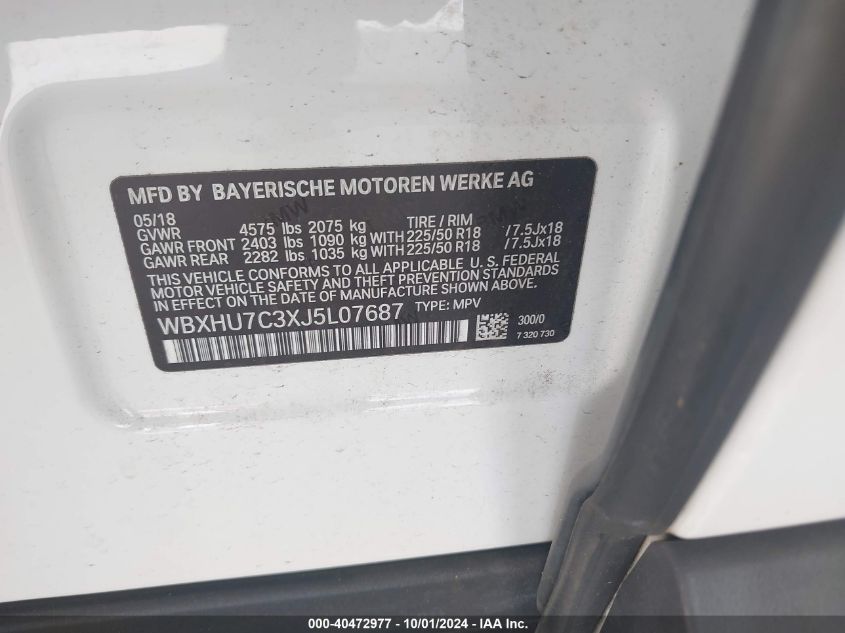 MFD BY BAYERISCHE MOTOREN WERKE AG
05/18 TIRE / RIM
GVWR 4575 lbs 2075 kg
GAWR FRONT 2403 lbs 1090 kg WITH 225/50 R18 /7.5Jx18
GAWR REAR 2282 lbs 1035 kg WITH 225/50 R18 /7.5Jx18
THIS VEHICLE CONFORMS TO ALL APPLICABLE U. S. FEDERAL
MOTOR VEHICLE SAFETY AND THEFT PREVENTION STANDARDS
IN EFFECT ON THE DATE OF MANUFACTURE SHOWN ABOVE.
WBXHU7C3XJ5L07687 TYPE: MPV
300/0
7 320 730
000-40472977 - 10/01/2024 - IAA Inc.